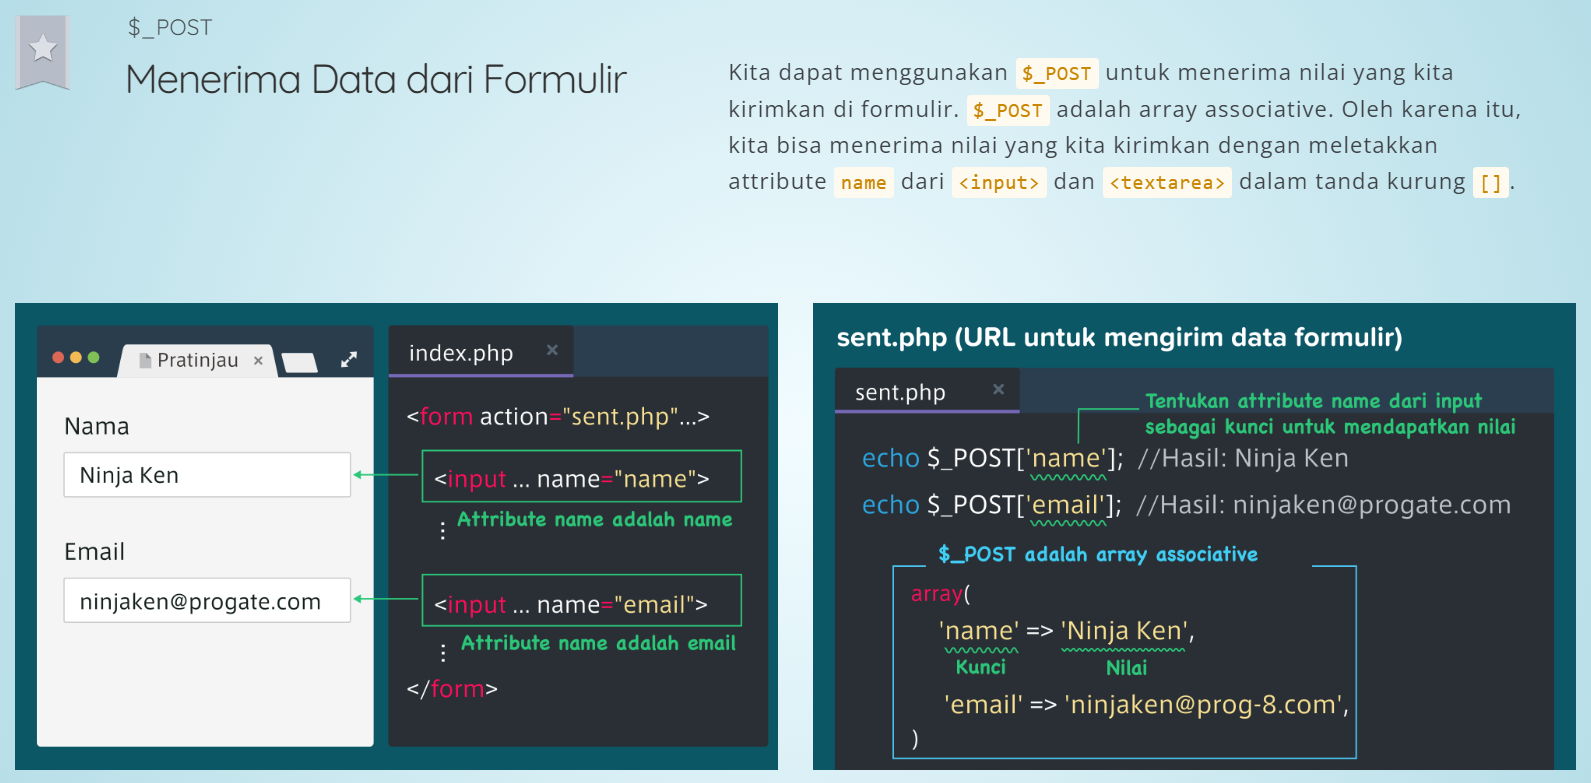 $_POST
Menerima Data dari Formulir
Kita dapat menggunakan $_POST untuk menerima nilai yang kita
kirimkan di formulir. $_POST adalah array associative. Oleh karena itu,
kita bisa menerima nilai yang kita kirimkan dengan meletakkan
attribute name dari <input> dan <textarea> dalam tanda kurung [].
Pratinjau ×
Nama
Ninja Ken
Email
ninjaken@progate.com
index.php ×
<form action="sent.php"...>
<input ... name="name">
⋮ Attribute name adalah name
<input ... name="email">
⋮ Attribute name adalah email
</form>
sent.php (URL untuk mengirim data formulir)
sent.php ×
Tentukan attribute name dari input
sebagai kunci untuk mendapatkan nilai
echo $_POST['name']; //Hasil: Ninja Ken
echo $_POST['email']; //Hasil: ninjaken@progate.com
$_POST adalah array associative
array(
'name' => 'Ninja Ken',
Kunci Nilai
'email' => 'ninjaken@prog-8.com',
)